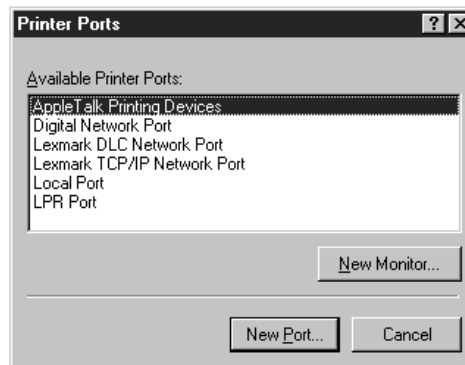 Printer Ports
Available Printer Ports:
AppleTalk Printing Devices
Digital Network Port
Lexmark DLC Network Port
Lexmark TCP/IP Network Port
Local Port
LPR Port
New Monitor...
New Port...
Cancel